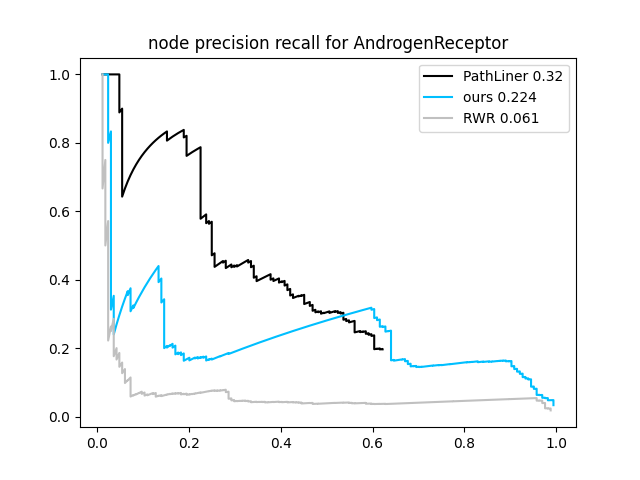 node precision recall for AndrogenReceptor
PathLiner 0.32
ours 0.224
RWR 0.061
1.0
0.8
0.6
0.4
0.2
0.0
0.0 0.2 0.4 0.6 0.8 1.0